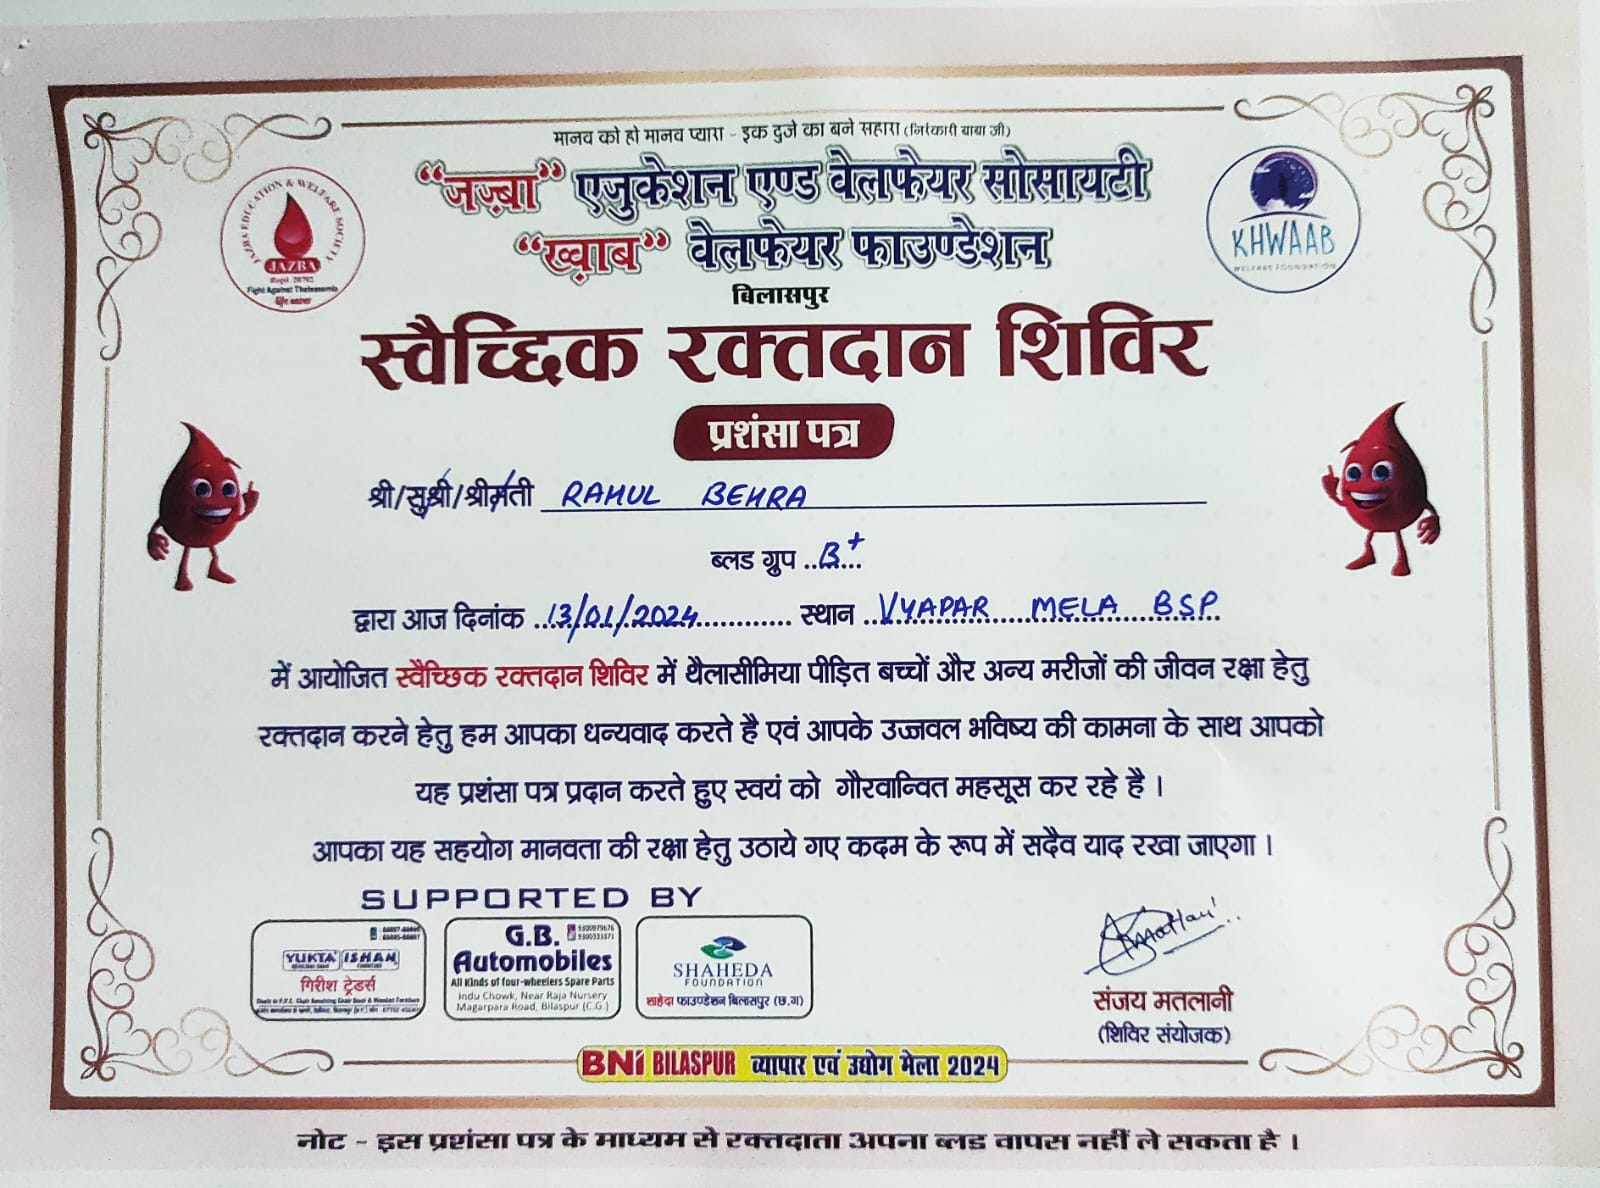 मानव को हो मानव प्यारा - इक दुजे का बने सहारा (निरंकारी बाबा जी)
“जज़्बा” एजुकेशन एण्ड वेलफेयर सोसायटी
“ख़्वाब” वेलफेयर फाउण्डेशन
बिलासपुर
JAZBA EDUCATION & WELFARE SOCIETY
JAZBA
Fight Against Thalassemia
KHWAAB
WELFARE FOUNDATION
स्वैच्छिक रक्तदान शिविर
प्रशंसा पत्र
श्री/सुश्री/श्रीमती RAHUL BEHRA
ब्लड ग्रुप ..B+...
द्वारा आज दिनांक ..13/01/2024............ स्थान ..VYAPAR MELA BSP.
में आयोजित स्वैच्छिक रक्तदान शिविर में थैलासीमिया पीड़ित बच्चों और अन्य मरीजों की जीवन रक्षा हेतु
रक्तदान करने हेतु हम आपका धन्यवाद करते है एवं आपके उज्जवल भविष्य की कामना के साथ आपको
यह प्रशंसा पत्र प्रदान करते हुए स्वयं को गौरवान्वित महसूस कर रहे है ।
आपका यह सहयोग मानवता की रक्षा हेतु उठाये गए कदम के रूप में सदैव याद रखा जाएगा ।
SUPPORTED BY
YUKTA ISHAN
गिरीश ट्रेडर्स
G.B. 9300979676
9300333371
Automobiles
All Kinds of four-wheelers Spare Parts
Indu Chowk, Near Raja Nursery
Magarpara Road, Bilaspur (C.G.)
SHAHEDA
FOUNDATION
शाहेदा फाउण्डेशन बिलासपुर (छ.ग)
संजय मतलानी
(शिविर संयोजक)
BNI BILASPUR व्यापार एवं उद्योग मेला 2024
नोट - इस प्रशंसा पत्र के माध्यम से रक्तदाता अपना ब्लड वापस नहीं ले सकता है ।